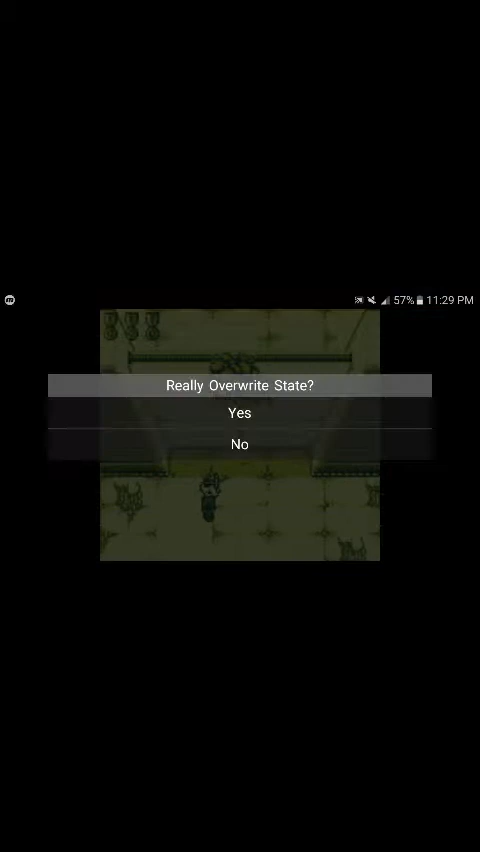 57% 11:29 PM
Really Overwrite State?
Yes
No